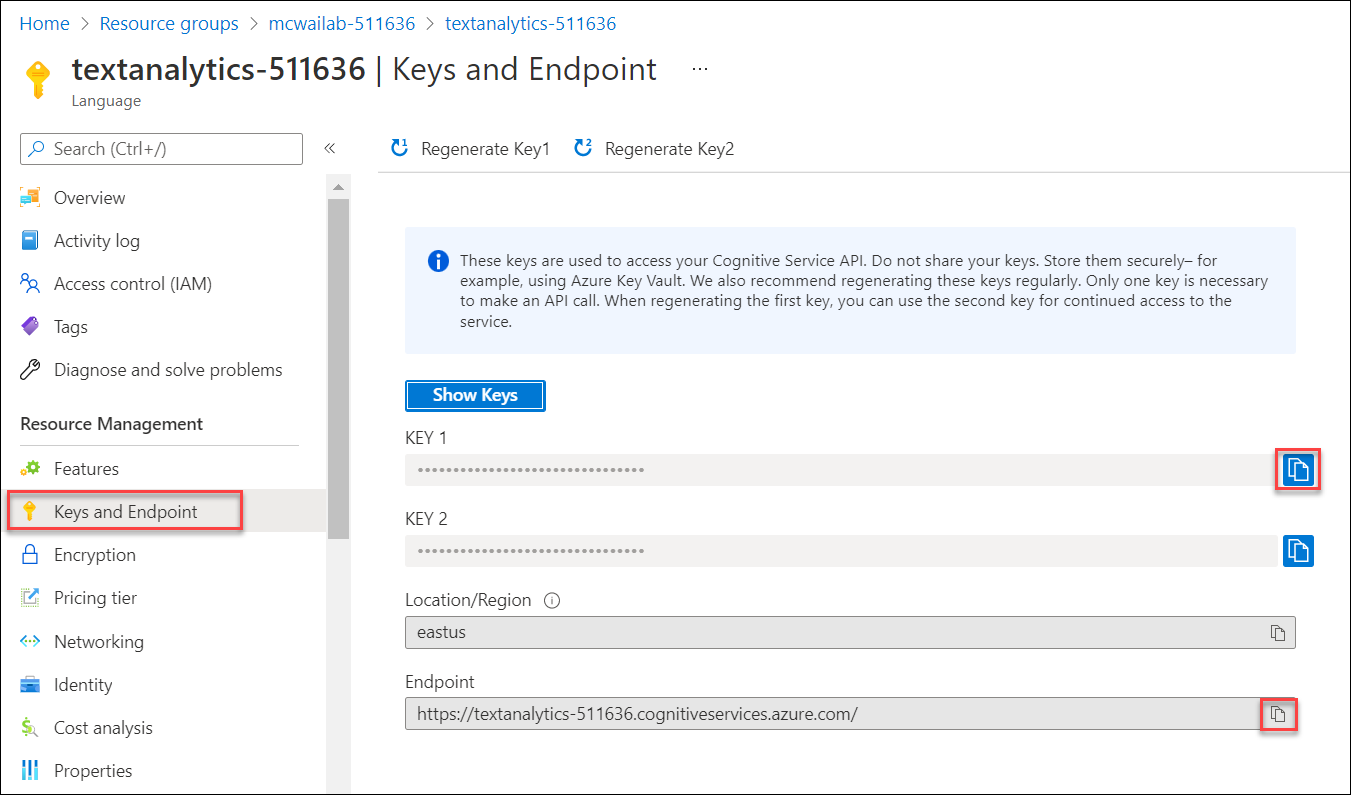 Home > Resource groups > mcwailab-511636 > textanalytics-511636
textanalytics-511636 | Keys and Endpoint ...
Language
Search (Ctrl+/) «
Regenerate Key1 Regenerate Key2
Overview
Activity log
Access control (IAM)
Tags
Diagnose and solve problems
Resource Management
Features
Keys and Endpoint
Encryption
Pricing tier
Networking
Identity
Cost analysis
Properties
These keys are used to access your Cognitive Service API. Do not share your keys. Store them securely– for
example, using Azure Key Vault. We also recommend regenerating these keys regularly. Only one key is necessary
to make an API call. When regenerating the first key, you can use the second key for continued access to the
service.
Show Keys
KEY 1
••••••••••••••••••••••••••••••••
KEY 2
••••••••••••••••••••••••••••••••
Location/Region
eastus
Endpoint
https://textanalytics-511636.cognitiveservices.azure.com/